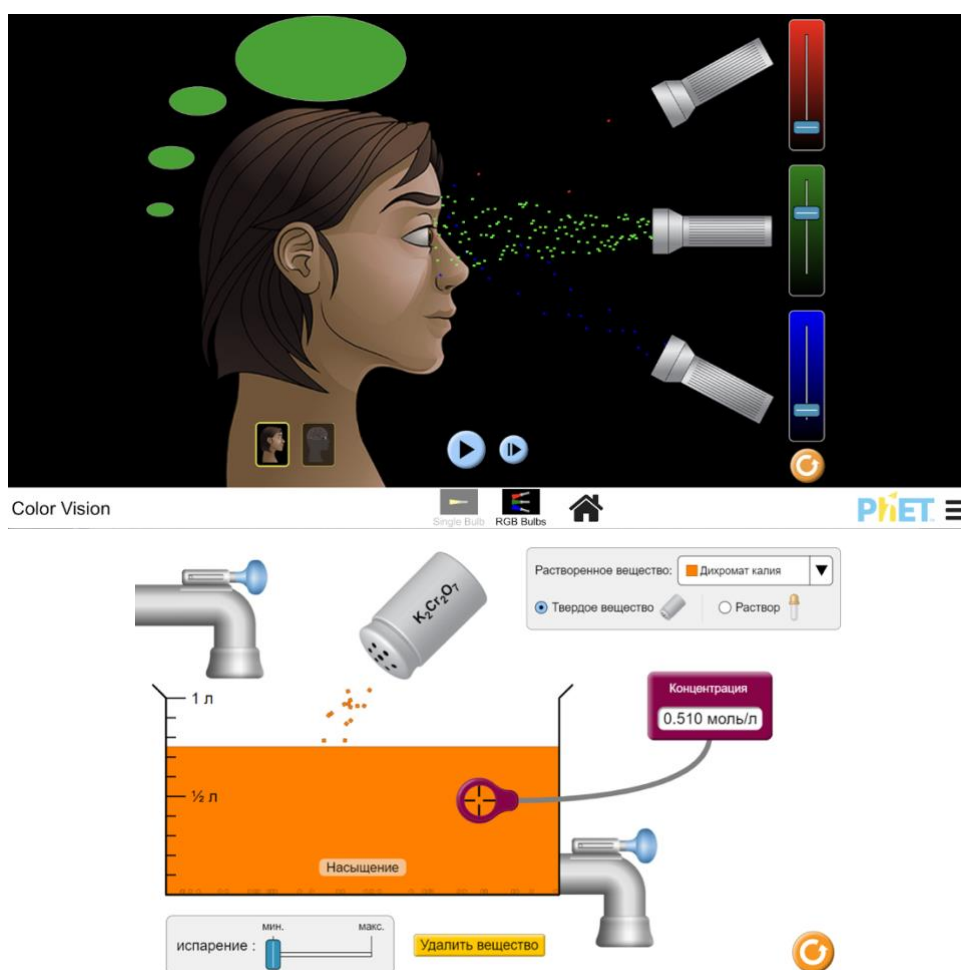 Color Vision
Single Bulb
RGB Bulbs
PhET
K₂Cr₂O₇
Растворенное вещество:
Дихромат калия
Твердое вещество
Раствор
1 л
Концентрация
0.510 моль/л
½ л
Насыщение
испарение :
мин.
макс.
Удалить вещество